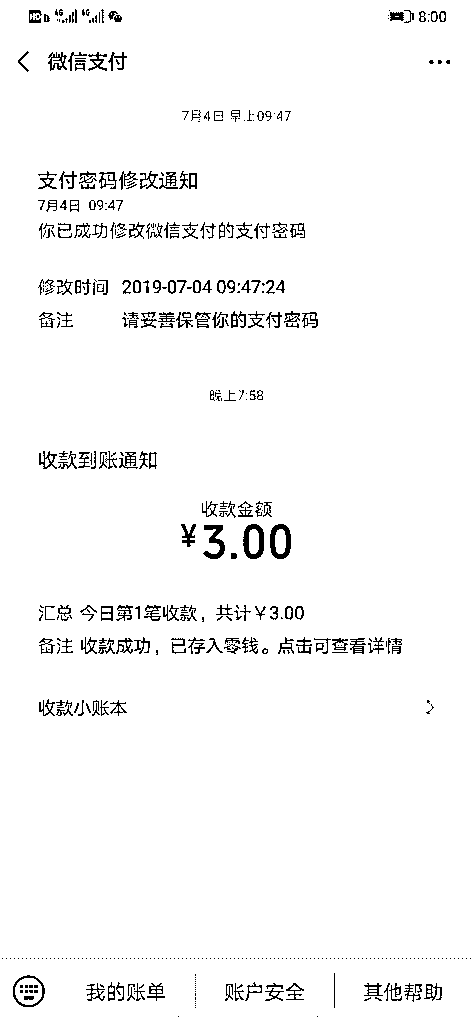 HD 4G 4G 8:00
微信支付
7月4日 早上09:47
支付密码修改通知
7月4日 09:47
你已成功修改微信支付的支付密码
修改时间 2019-07-04 09:47:24
备注 请妥善保管你的支付密码
晚上7:58
收款到账通知
收款金额
¥3.00
汇总 今日第1笔收款，共计￥3.00
备注 收款成功，已存入零钱。点击可查看详情
收款小账本
我的账单 账户安全 其他帮助